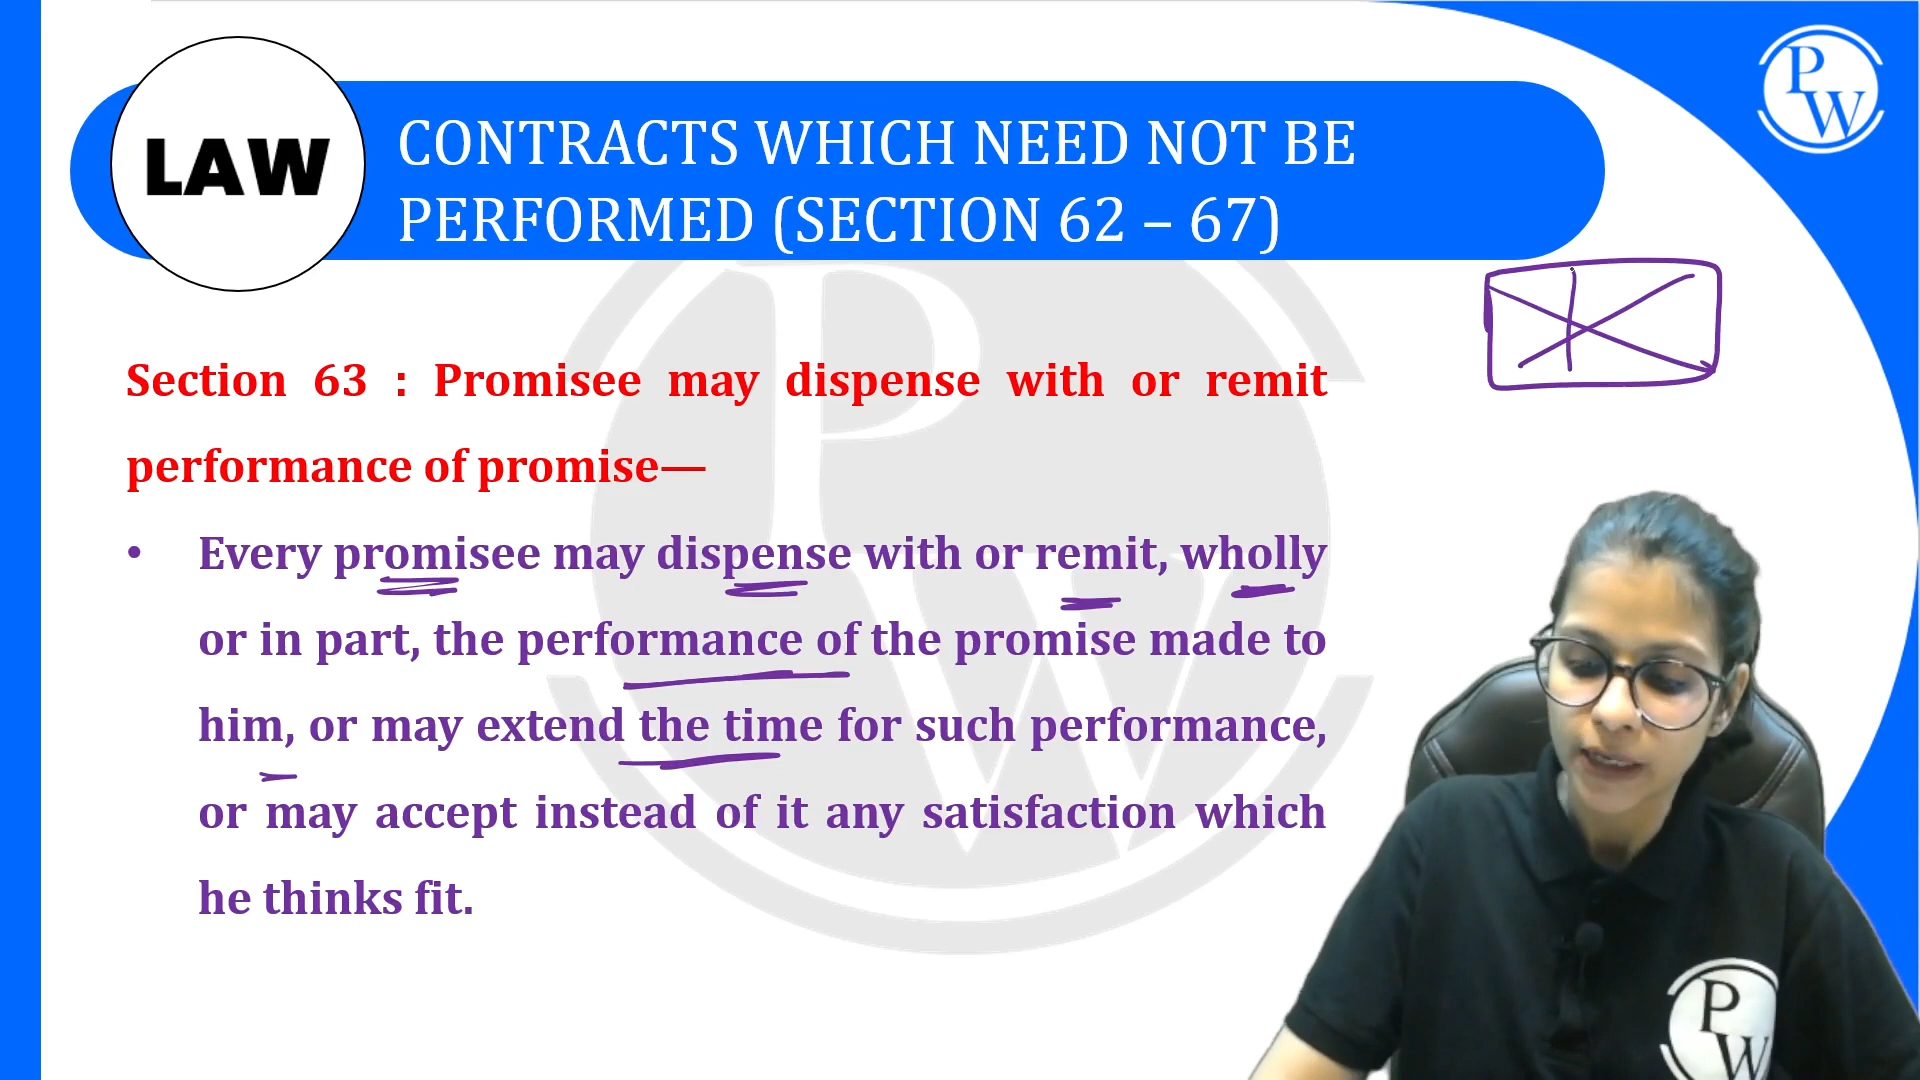 LAW
CONTRACTS WHICH NEED NOT BE
PERFORMED (SECTION 62 – 67)
PW
Section 63 : Promisee may dispense with or remit
performance of promise—
• Every promisee may dispense with or remit, wholly
or in part, the performance of the promise made to
him, or may extend the time for such performance,
or may accept instead of it any satisfaction which
he thinks fit.
PW
PW